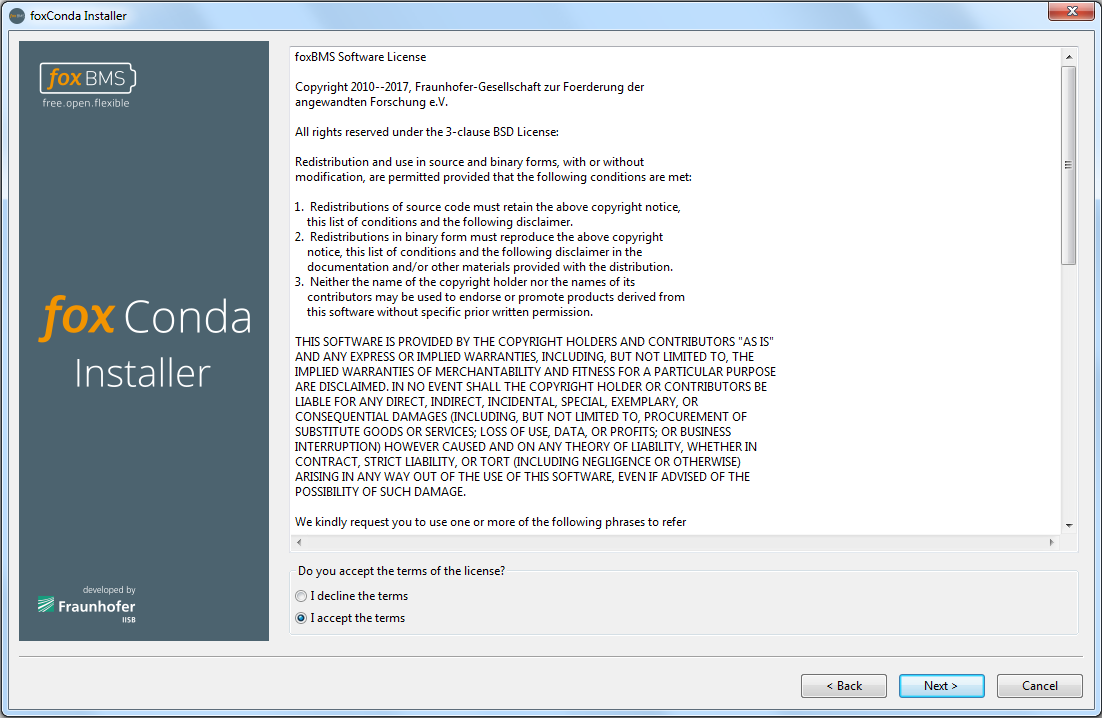 foxConda Installer
fox BMS
free.open.flexible
fox Conda
Installer
developed by
Fraunhofer
IISB
foxBMS Software License
Copyright 2010--2017, Fraunhofer-Gesellschaft zur Foerderung der
angewandten Forschung e.V.
All rights reserved under the 3-clause BSD License:
Redistribution and use in source and binary forms, with or without
modification, are permitted provided that the following conditions are met:
1. Redistributions of source code must retain the above copyright notice,
this list of conditions and the following disclaimer.
2. Redistributions in binary form must reproduce the above copyright
notice, this list of conditions and the following disclaimer in the
documentation and/or other materials provided with the distribution.
3. Neither the name of the copyright holder nor the names of its
contributors may be used to endorse or promote products derived from
this software without specific prior written permission.
THIS SOFTWARE IS PROVIDED BY THE COPYRIGHT HOLDERS AND CONTRIBUTORS "AS IS"
AND ANY EXPRESS OR IMPLIED WARRANTIES, INCLUDING, BUT NOT LIMITED TO, THE
IMPLIED WARRANTIES OF MERCHANTABILITY AND FITNESS FOR A PARTICULAR PURPOSE
ARE DISCLAIMED. IN NO EVENT SHALL THE COPYRIGHT HOLDER OR CONTRIBUTORS BE
LIABLE FOR ANY DIRECT, INDIRECT, INCIDENTAL, SPECIAL, EXEMPLARY, OR
CONSEQUENTIAL DAMAGES (INCLUDING, BUT NOT LIMITED TO, PROCUREMENT OF
SUBSTITUTE GOODS OR SERVICES; LOSS OF USE, DATA, OR PROFITS; OR BUSINESS
INTERRUPTION) HOWEVER CAUSED AND ON ANY THEORY OF LIABILITY, WHETHER IN
CONTRACT, STRICT LIABILITY, OR TORT (INCLUDING NEGLIGENCE OR OTHERWISE)
ARISING IN ANY WAY OUT OF THE USE OF THIS SOFTWARE, EVEN IF ADVISED OF THE
POSSIBILITY OF SUCH DAMAGE.
We kindly request you to use one or more of the following phrases to refer
Do you accept the terms of the license?
I decline the terms
I accept the terms
< Back
Next >
Cancel